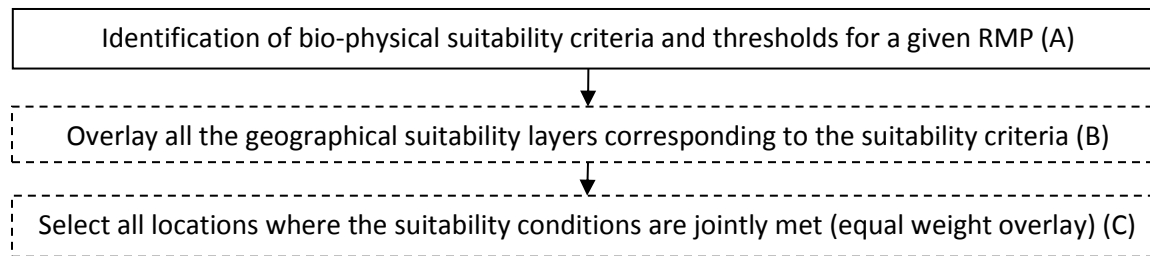 Identification of bio-physical suitability criteria and thresholds for a given RMP (A)
Overlay all the geographical suitability layers corresponding to the suitability criteria (B)
Select all locations where the suitability conditions are jointly met (equal weight overlay) (C)